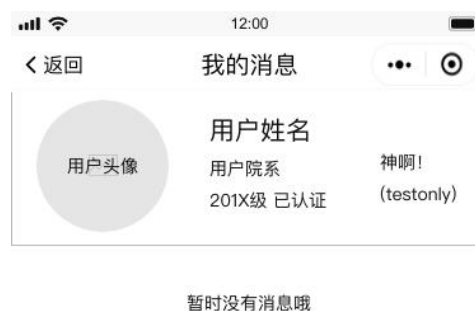 12:00
返回
我的消息
用户头像
用户姓名
用户院系
201X级 已认证
神啊!
(testonly)
暂时没有消息哦